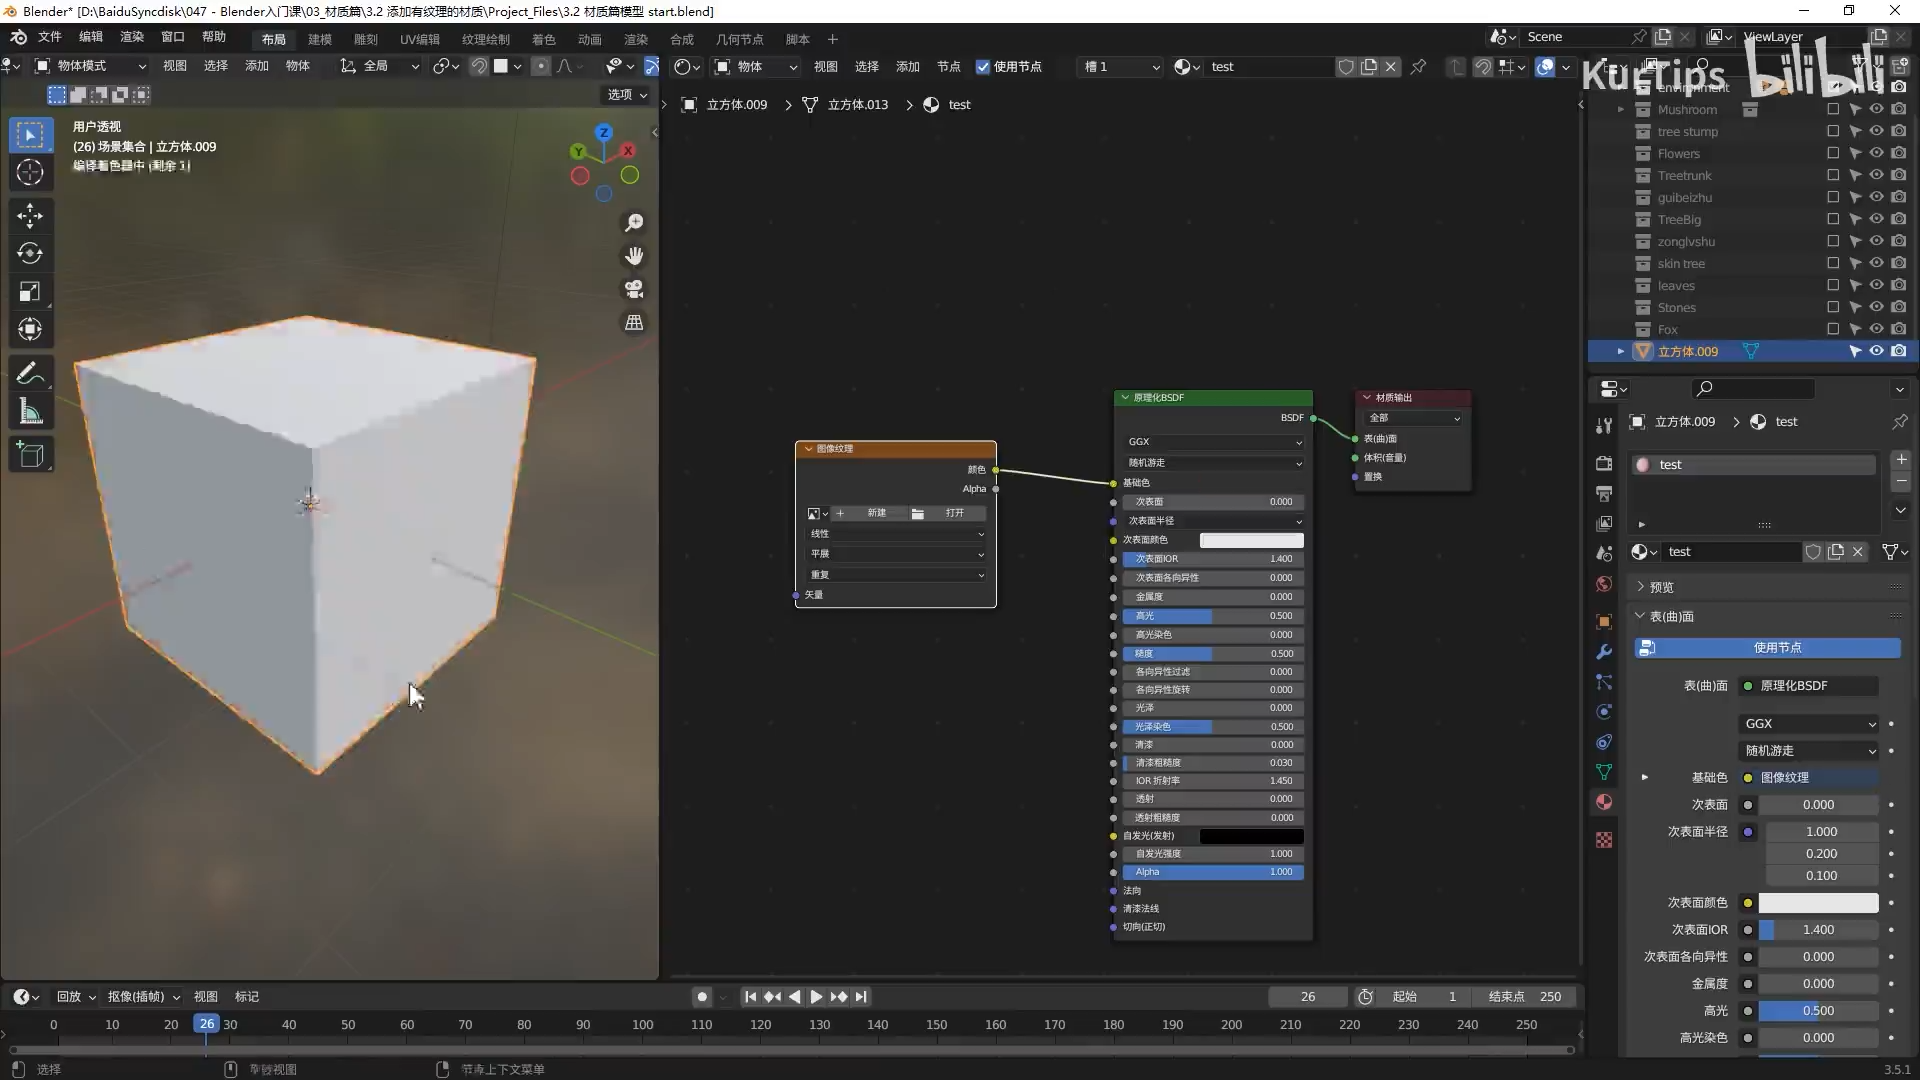 Blender* [D:\BaiduSyncdisk\047 - Blender入门课\03_材质篇\3.2 添加有纹理的材质\Project_Files\3.2 材质篇模型 start.blend]
文件 编辑 渲染 窗口 帮助 布局 建模 雕刻 UV编辑 纹理绘制 着色 动画 渲染 合成 几何节点 脚本 + Scene ViewLayer
物体模式 视图 选择 添加 物体 全局 物体 视图 选择 添加 节点 使用节点 槽 1 test
KurTips bilibili
选项
立方体.009 立方体.013 test
用户透视
(26) 场景集合 | 立方体.009
编译着色器中 (剩余 1)
Z
Y X
environment
Mushroom
tree stump
Flowers
Treetrunk
guibeizhu
TreeBig
zonglvshu
skin tree
leaves
Stones
Fox
立方体.009
图像纹理
颜色
Alpha
新建 打开
线性
平展
重复
矢量
原理化BSDF
BSDF
GGX
随机游走
基础色
次表面 0.000
次表面半径
次表面颜色
次表面IOR 1.400
次表面各向异性 0.000
金属度 0.000
高光 0.500
高光染色 0.000
糙度 0.500
各向异性过滤 0.000
各向异性旋转 0.000
光泽 0.000
光泽染色 0.500
清漆 0.000
清漆粗糙度 0.030
IOR 折射率 1.450
透射 0.000
透射粗糙度 0.000
自发光(发射)
自发光强度 1.000
Alpha 1.000
法向
清漆法线
切向(正切)
材质输出
全部
表(曲)面
体积(音量)
置换
立方体.009 test
test
test
预览
表(曲)面
使用节点
表(曲)面 原理化BSDF
GGX
随机游走
基础色 图像纹理
次表面 0.000
次表面半径 1.000
0.200
0.100
次表面颜色
次表面IOR 1.400
次表面各向异性 0.000
金属度 0.000
高光 0.500
高光染色 0.000
回放 抠像(插帧) 视图 标记 26 起始 1 结束点 250
0 10 20 26 30 40 50 60 70 80 90 100 110 120 130 140 150 160 170 180 190 200 210 220 230 240 250
选择 平移视图 节点上下文菜单 3.5.1